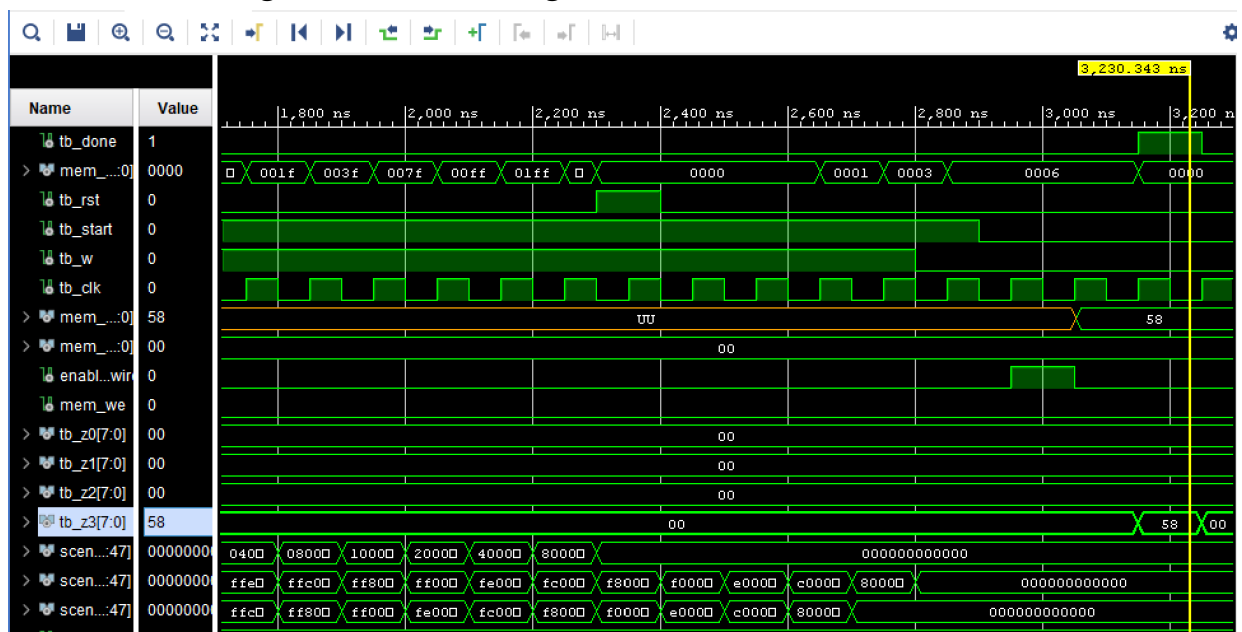 3,230.343 ns
Name Value
1,800 ns 2,000 ns 2,200 ns 2,400 ns 2,600 ns 2,800 ns 3,000 ns 3,200 n
tb_done 1
mem_...:0] 0000 001f 003f 007f 00ff 01ff 0000 0001 0003 0006 0000
tb_rst 0
tb_start 0
tb_w 0
tb_clk 0
mem_...:0] 58 UU 58
mem_...:0] 00 00
enabl...wir 0
mem_we 0
tb_z0[7:0] 00 00
tb_z1[7:0] 00 00
tb_z2[7:0] 00 00
tb_z3[7:0] 58 00 58 00
scen...:47] 00000000 0400 0800 1000 2000 4000 8000 000000000000
scen...:47] 00000000 ffe ffc0 ff80 ff00 fe00 fc00 f800 f000 e000 c000 8000 000000000000
scen...:47] 00000000 ffc ff80 ff00 fe00 fc00 f800 f000 e000 c000 8000 000000000000